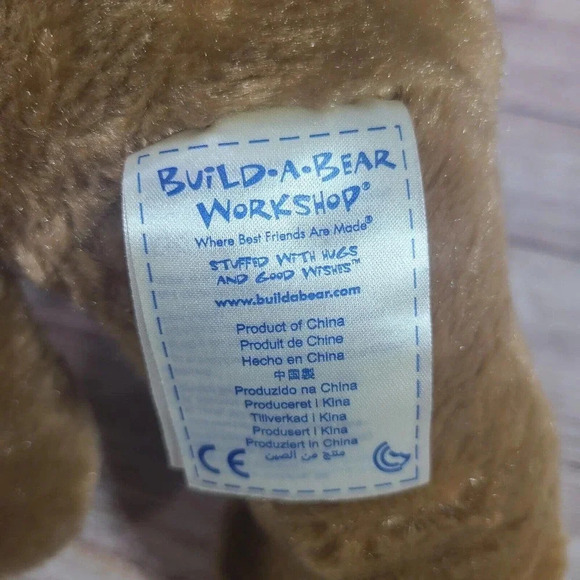 BUILD•A•BEAR
WORKSHOP®
Where Best Friends Are Made®
STUFFED WITH HUGS
AND GOOD WISHES™
www.buildabear.com
Product of China
Produit de Chine
Hecho en China
中国製
Produzido na China
Produceret i Kina
Tillverkad i Kina
Produsert i Kina
Produziert in China
منتج من الصين
CE